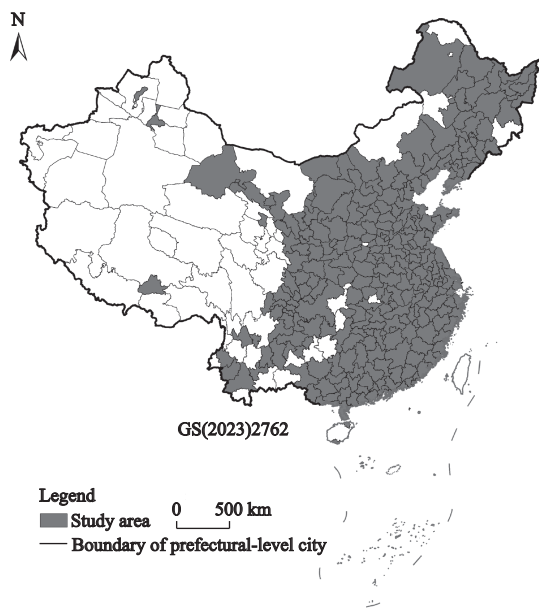 N
GS(2023)2762
Legend
0 500 km
Study area
Boundary of prefectural-level city